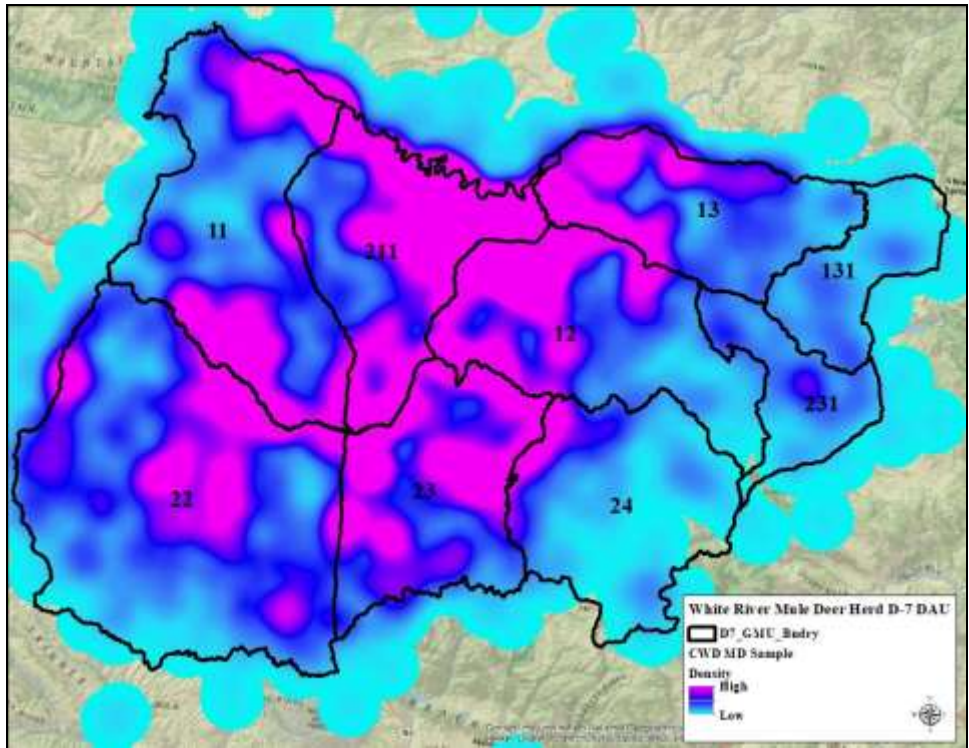 11
211
13
131
12
231
22
23
24
White River Mule Deer Herd D-7 DAU
D7_GMU_Bndry
CWD MD Sample
Density
High
Low